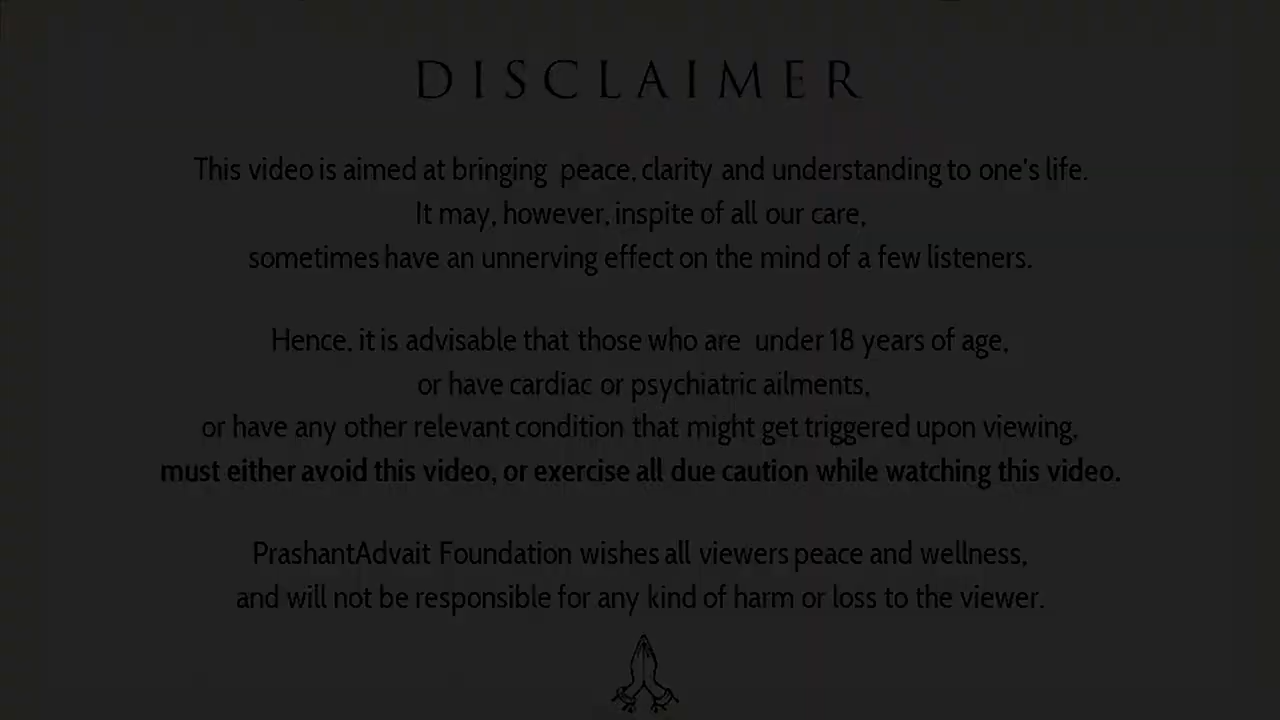 DISCLAIMER
This video is aimed at bringing peace, clarity and understanding to one's life.
It may, however, inspite of all our care,
sometimes have an unnerving effect on the mind of a few listeners.
Hence, it is advisable that those who are under 18 years of age,
or have cardiac or psychiatric ailments,
or have any other relevant condition that might get triggered upon viewing,
must either avoid this video, or exercise all due caution while watching this video.
PrashantAdvait Foundation wishes all viewers peace and wellness,
and will not be responsible for any kind of harm or loss to the viewer.